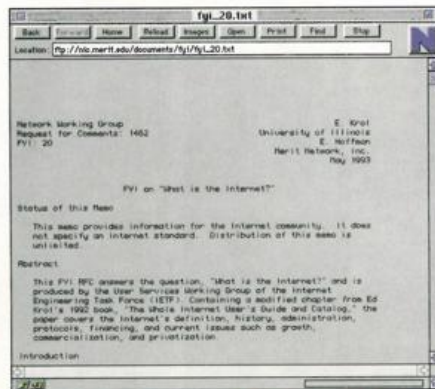 fyi_20.txt
Back Forward Home Reload Images Open Print Find Stop
Location: ftp://nic.merit.edu/documents/fyi/fyi_20.txt
N
Network Working Group E. Krol
Request for Comments: 1462 University of Illinois
FYI: 20 E. Hoffman
Merit Network, Inc.
May 1993
FYI on "What is the Internet?"
Status of this Memo
This memo provides information for the Internet community. It does
not specify an Internet standard. Distribution of this memo is
unlimited.
Abstract
This FYI RFC answers the question, "What is the Internet?" and is
produced by the User Services Working Group of the Internet
Engineering Task Force (IETF). Containing a modified chapter from Ed
Krol's 1992 book, "The Whole Internet User's Guide and Catalog," the
paper covers the Internet's definition, history, administration,
protocols, financing, and current issues such as growth,
commercialization, and privatization.
Introduction